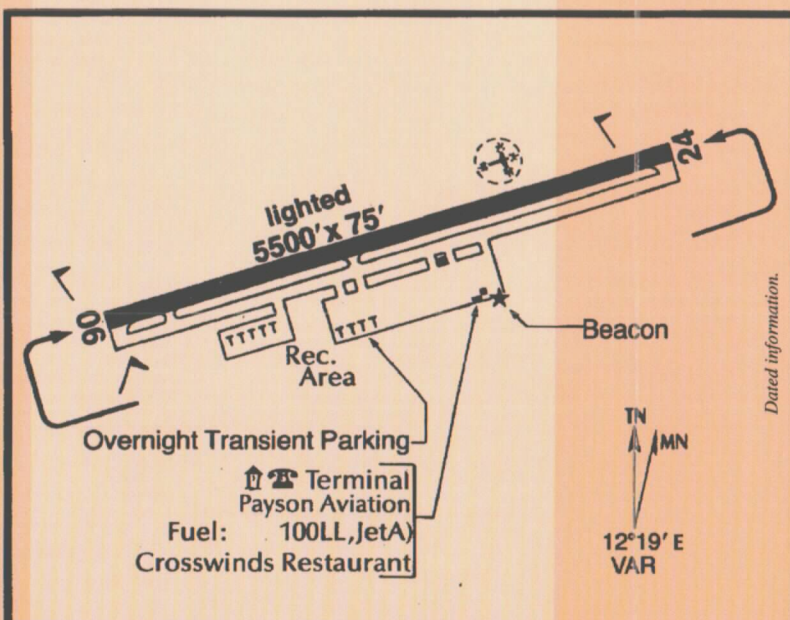 lighted
5500' x 75'
24
06
Rec.
Area
Beacon
Overnight Transient Parking
Terminal
Payson Aviation
Fuel: 100LL,JetA)
Crosswinds Restaurant
TN
MN
12°19' E
VAR
Dated information.